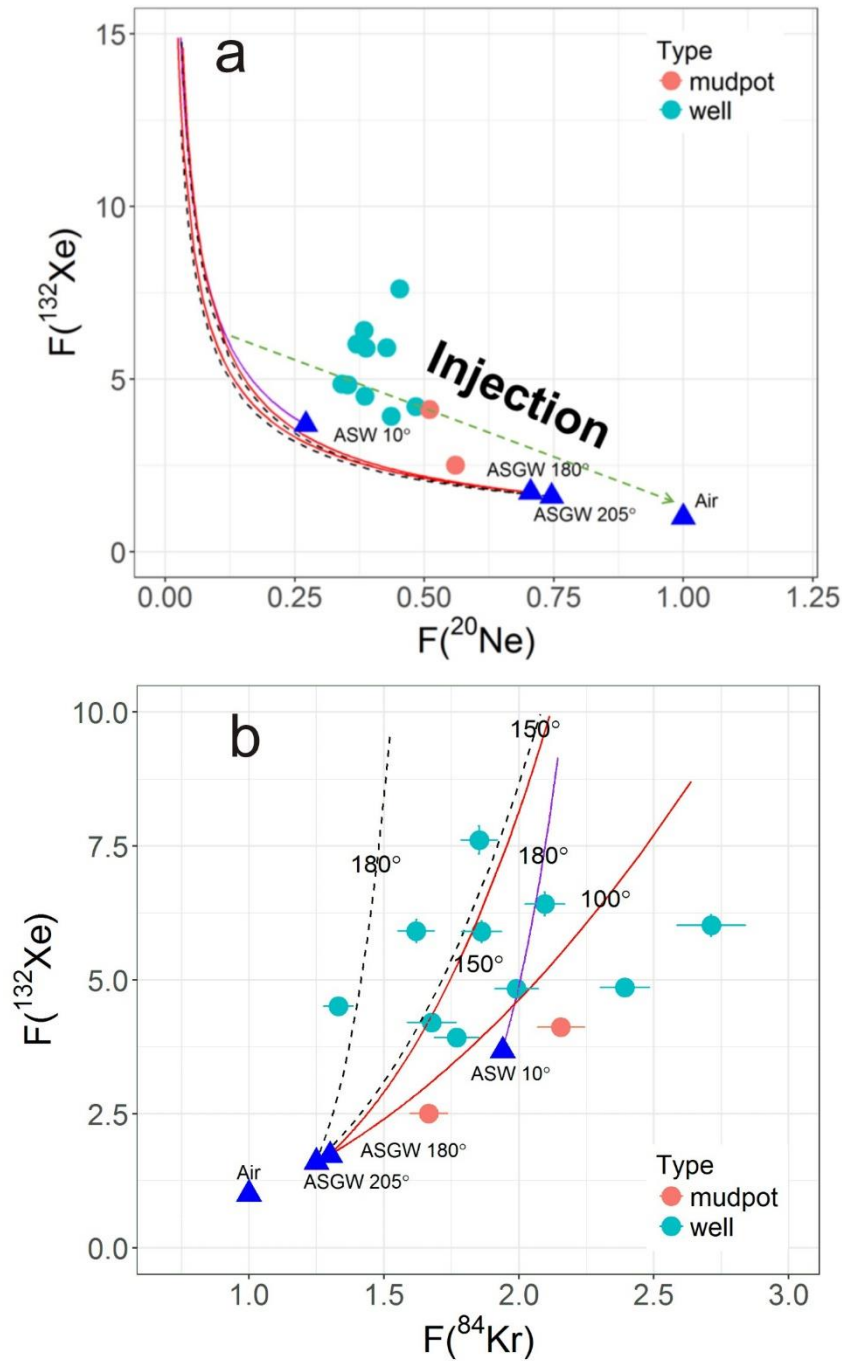 a
Type
mudpot
well
15
10
5
0
F(¹³²Xe)
Injection
ASW 10°
ASGW 180°
ASGW 205°
Air
0.00 0.25 0.50 0.75 1.00 1.25
F(²⁰Ne)
b
10.0
7.5
5.0
2.5
0.0
F(¹³²Xe)
150°
180°
180°
100°
150°
ASW 10°
ASGW 180°
Air
ASGW 205°
Type
mudpot
well
1.0 1.5 2.0 2.5 3.0
F(⁸⁴Kr)